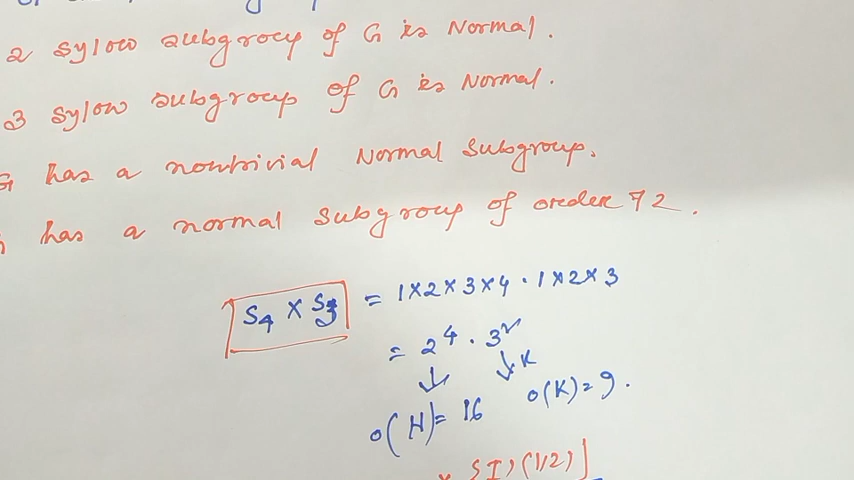 2 Sylow subgroup of G is Normal.
3 Sylow subgroup of G is Normal.
G has a nontrivial Normal Subgroup.
has a normal Subgroup of order 72.
S4 × S3 = 1×2×3×4 · 1×2×3
= 2^4 · 3^2
↓ ↓ K
o(H)= 16 o(K)=9.